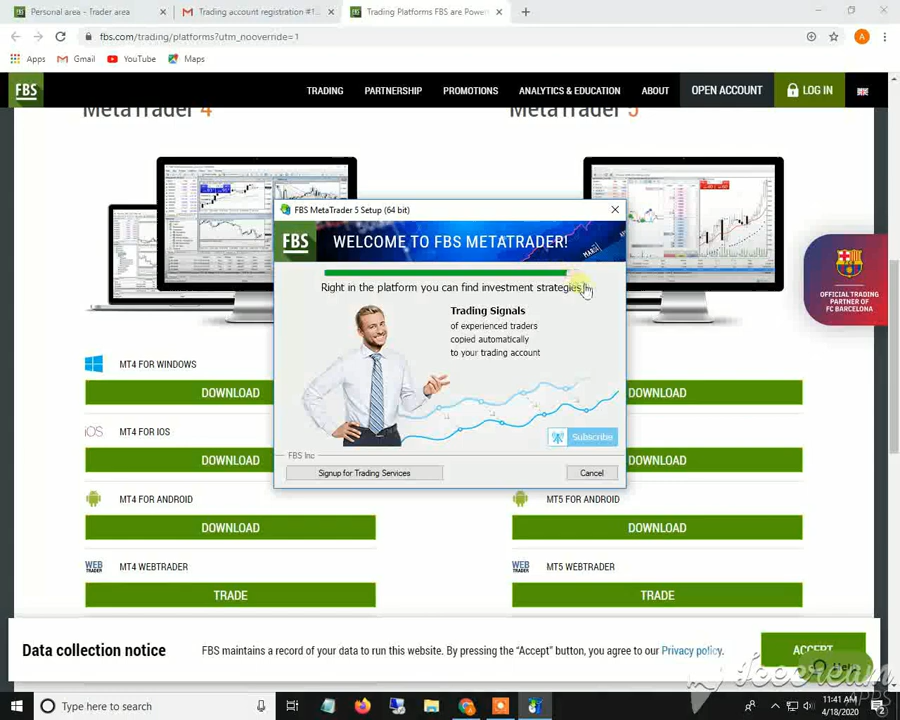 Personal area - Trader area
Trading account registration #1...
Trading Platforms FBS are Power
fbs.com/trading/platforms?utm_noovernde=1
A
Apps
Gmail
YouTube
Maps
FBS
TRADING
PARTNERSHIP
PROMOTIONS
ANALYTICS & EDUCATION
ABOUT
OPEN ACCOUNT
LOG IN
MetaTrader 4
MetaTrader 5
FBS MetaTrader 5 Setup (64 bit)
FBS
WELCOME TO FBS METATRADER!
Right in the platform you can find investment strategies
Trading Signals
of experienced traders
copied automatically
to your trading account
Subscribe
FBS Inc
Signup for Trading Services
Cancel
OFFICIAL TRADING
PARTNER OF
FC BARCELONA
MT4 FOR WINDOWS
DOWNLOAD
DOWNLOAD
MT4 FOR IOS
DOWNLOAD
DOWNLOAD
MT4 FOR ANDROID
MT5 FOR ANDROID
DOWNLOAD
DOWNLOAD
WEB
TRADER
MT4 WEBTRADER
WEB
TRADER
MT5 WEBTRADER
TRADE
TRADE
Data collection notice
FBS maintains a record of your data to run this website. By pressing the “Accept” button, you agree to our Privacy policy.
ACCEPT
Icecream
APPS
Type here to search
11:41 AM
4/18/2020
2